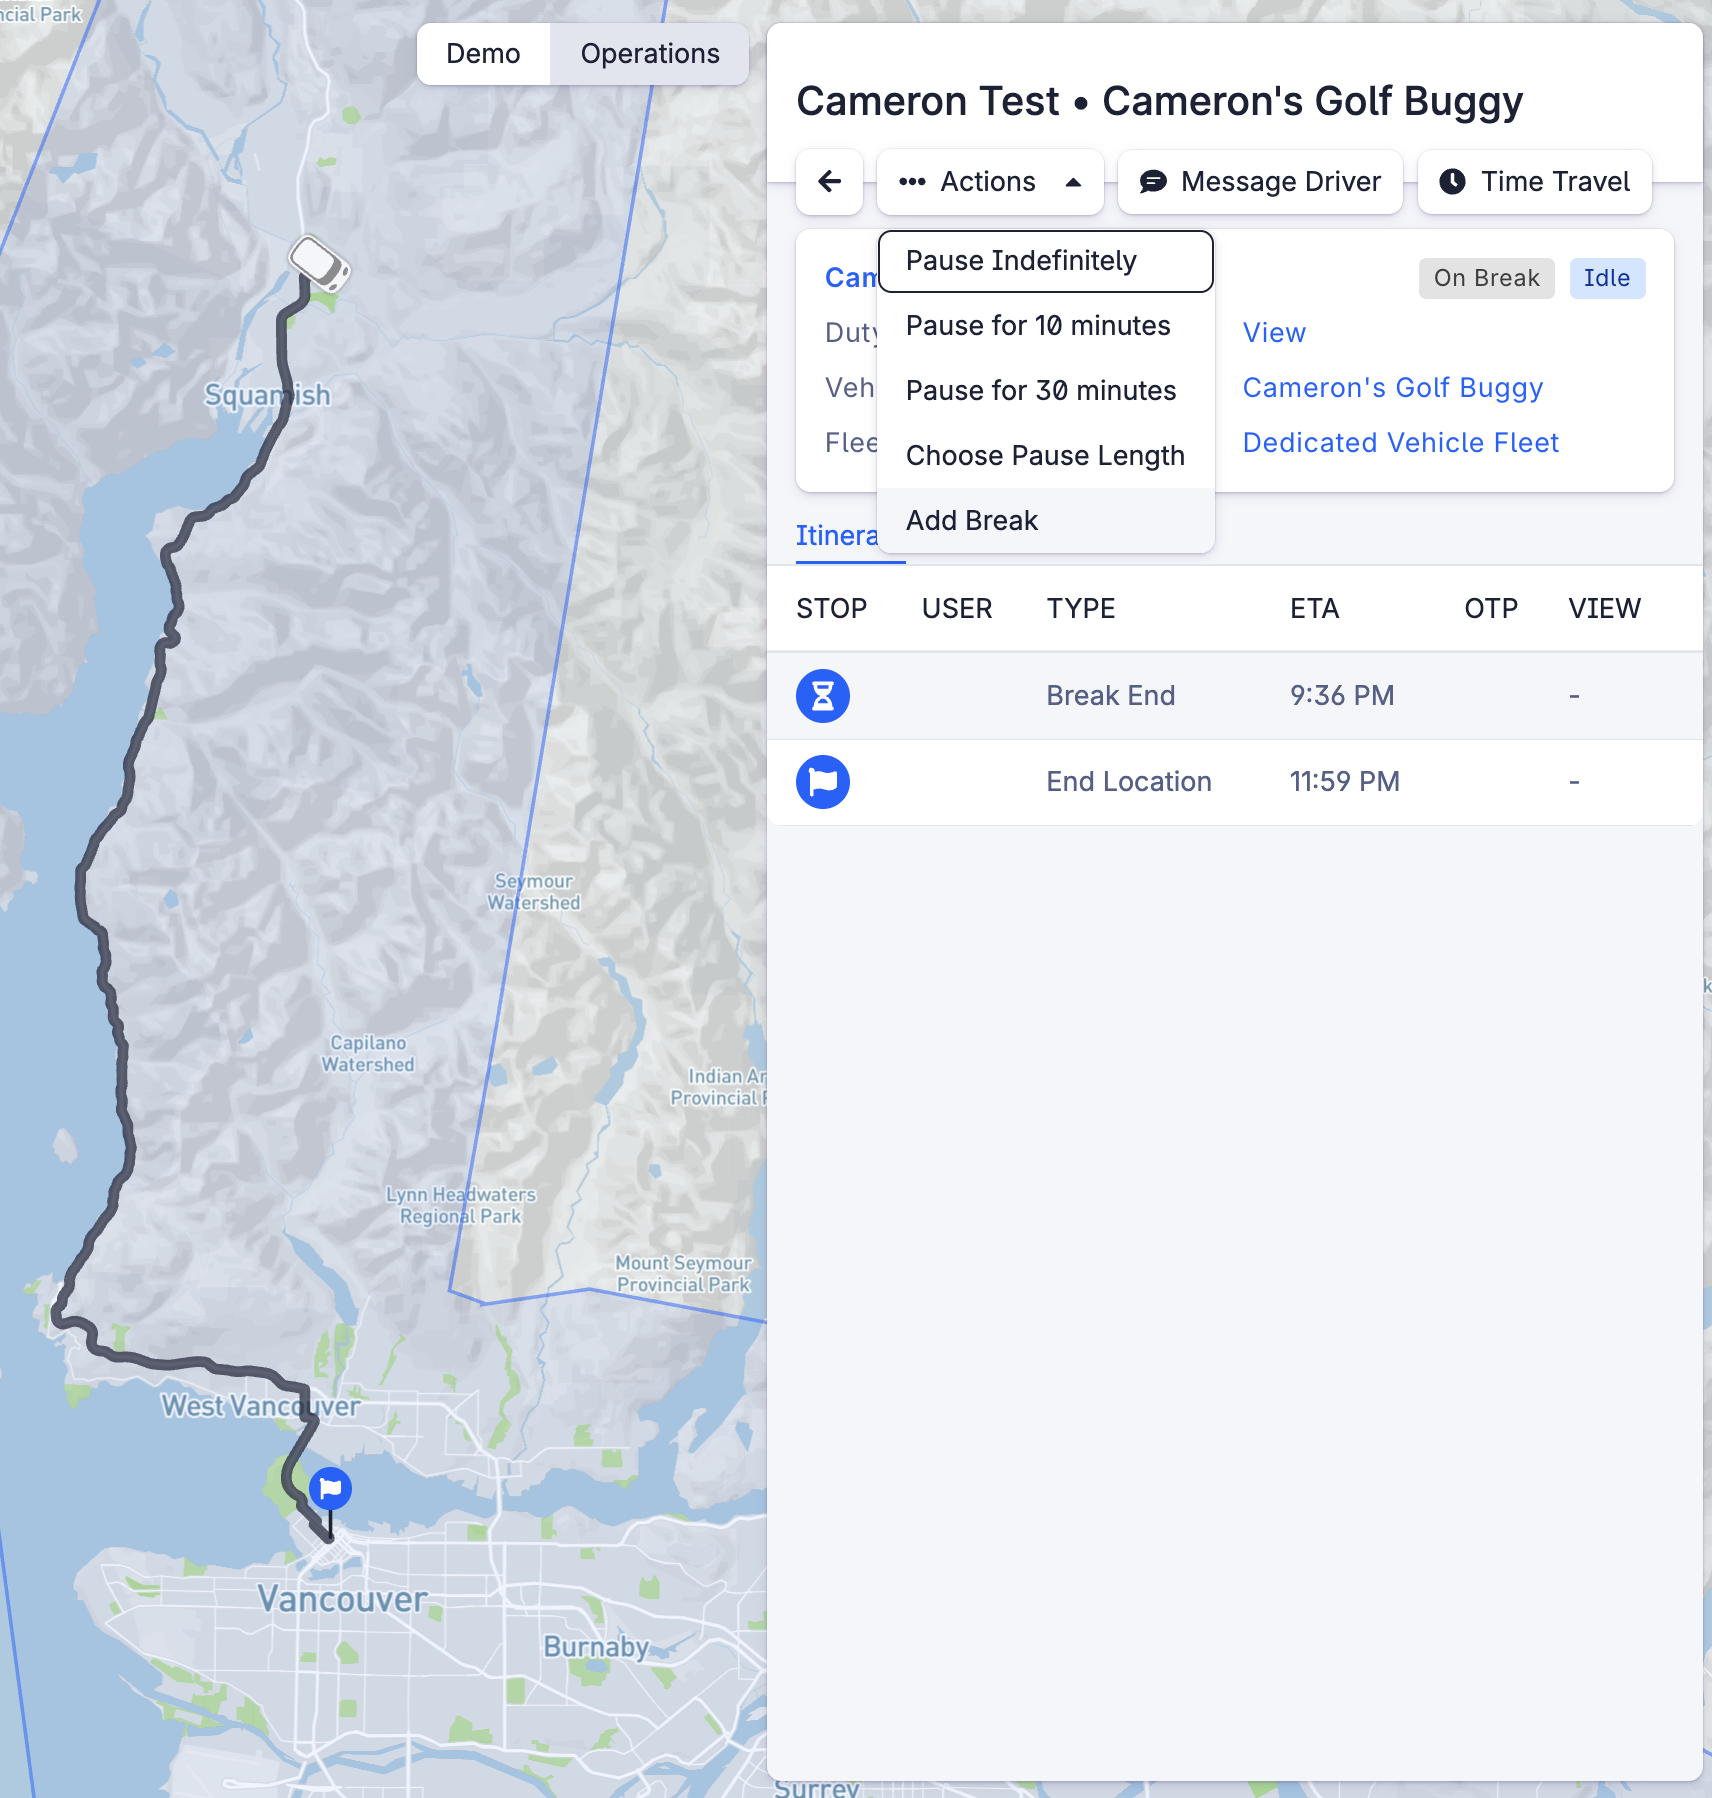 ncial Park
Demo
Operations
Cameron Test • Cameron's Golf Buggy
Actions
Message Driver
Time Travel
Pause Indefinitely
Pause for 10 minutes
Pause for 30 minutes
Choose Pause Length
Add Break
Cam
On Break
Idle
Duty
View
Veh
Cameron's Golf Buggy
Flee
Dedicated Vehicle Fleet
Itinera
STOP USER TYPE ETA OTP VIEW
Break End 9:36 PM -
End Location 11:59 PM -
Squamish
Seymour
Watershed
Capilano
Watershed
Indian Ar
Provincial P
Lynn Headwaters
Regional Park
Mount Seymour
Provincial Park
West Vancouver
Vancouver
Burnaby
Surrey
k